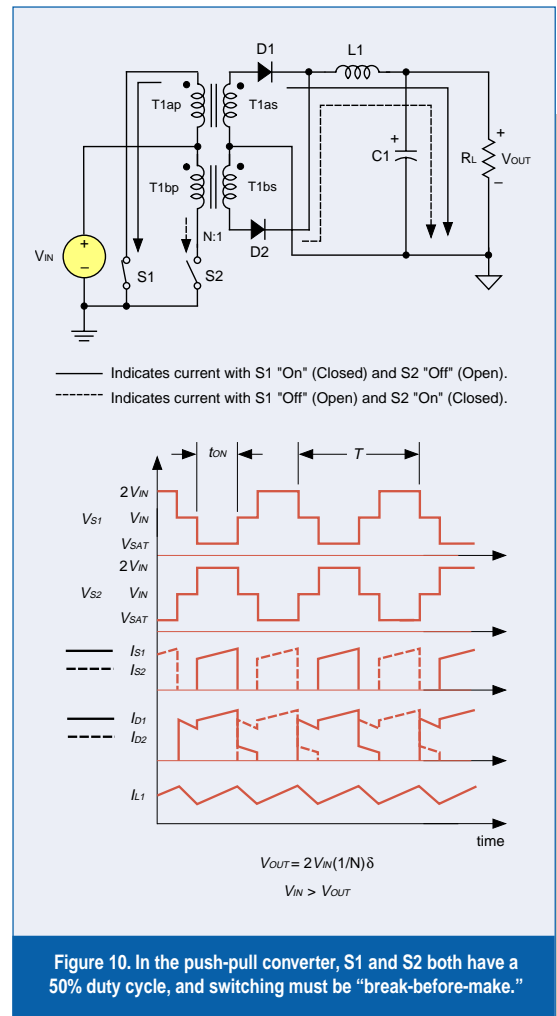 D1
L1
T1ap
T1as
C1
+
RL
+
VOUT
–
T1bp
T1bs
N:1
D2
VIN
+
–
S1
S2
Indicates current with S1 "On" (Closed) and S2 "Off" (Open).
Indicates current with S1 "Off" (Open) and S2 "On" (Closed).
tON
T
2VIN
VS1
VIN
VSAT
2VIN
VS2
VIN
VSAT
IS1
IS2
ID1
ID2
IL1
time
VOUT = 2VIN(1/N)δ
VIN > VOUT
Figure 10. In the push-pull converter, S1 and S2 both have a
50% duty cycle, and switching must be “break-before-make.”